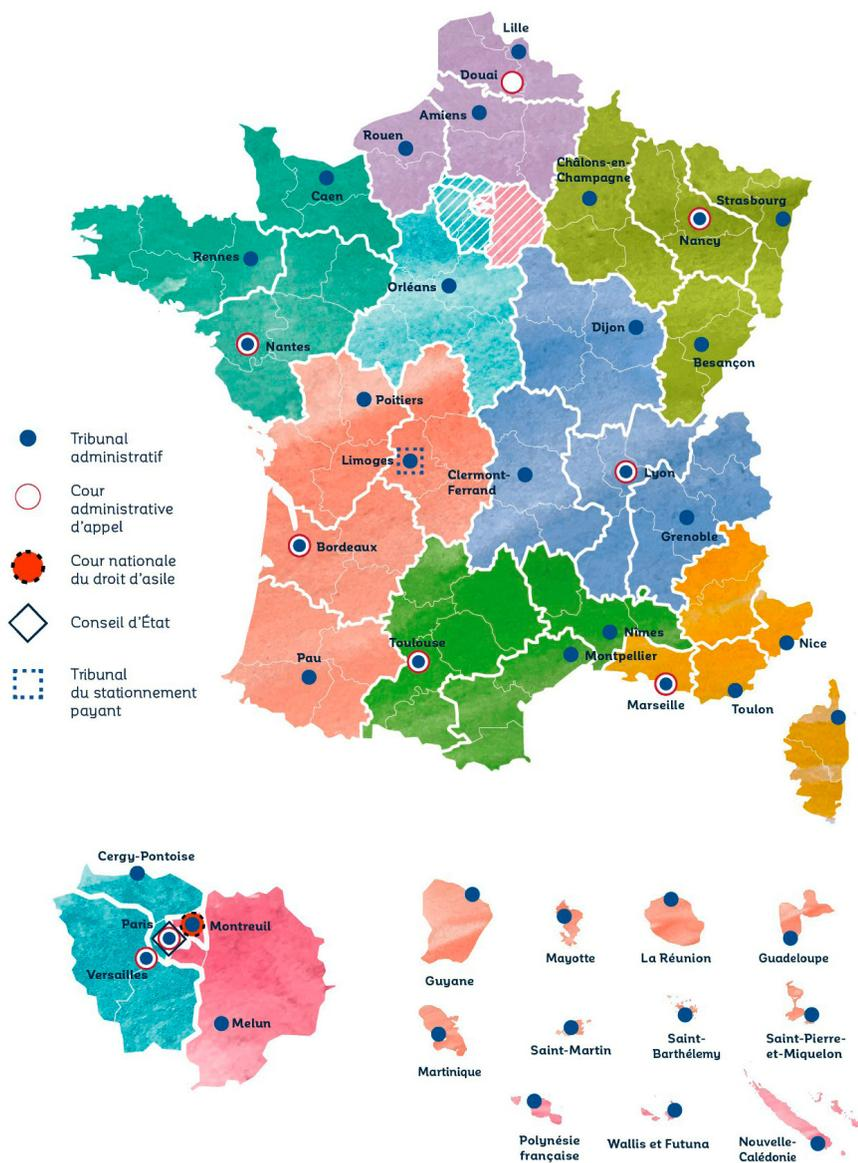 Lille
Douai
Amiens
Rouen
Châlons-en-
Champagne
Caen
Strasbourg
Nancy
Rennes
Orléans
Dijon
Nantes
Besançon
Poitiers
Limoges
Clermont-
Ferrand
Lyon
Grenoble
Bordeaux
Toulouse
Nîmes
Montpellier
Nice
Pau
Marseille
Toulon
Tribunal
administratif
Cour
administrative
d'appel
Cour nationale
du droit d'asile
Conseil d'État
Tribunal
du stationnement
payant
Cergy-Pontoise
Paris
Montreuil
Versailles
Melun
Guyane
Mayotte
La Réunion
Guadeloupe
Martinique
Saint-Martin
Saint-
Barthélemy
Saint-Pierre-
et-Miquelon
Polynésie
française
Wallis et Futuna
Nouvelle-
Calédonie